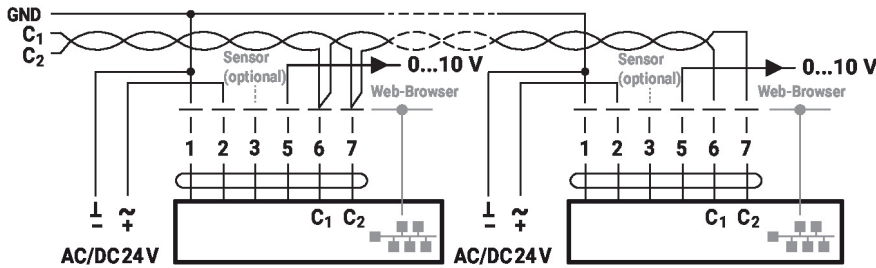 GND
C1
C2
Sensor
(optional)
0...10 V
Web-Browser
Sensor
(optional)
0...10 V
Web-Browser
1 2 3 5 6 7
1 2 3 5 6 7
⊥ ~
− +
AC/DC 24 V
C1 C2
⊥ ~
− +
AC/DC 24 V
C1 C2